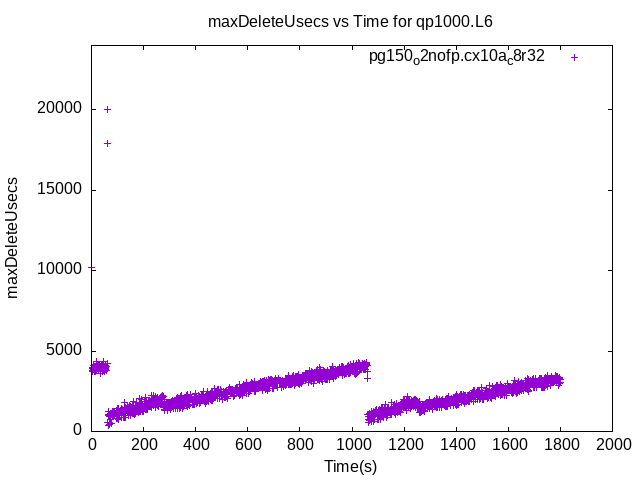 maxDeleteUsecs vs Time for qp1000.L6
pg150o2nofp.cx10ac8r32
20000
15000
10000
5000
0
maxDeleteUsecs
0 200 400 600 800 1000 1200 1400 1600 1800 2000
Time(s)